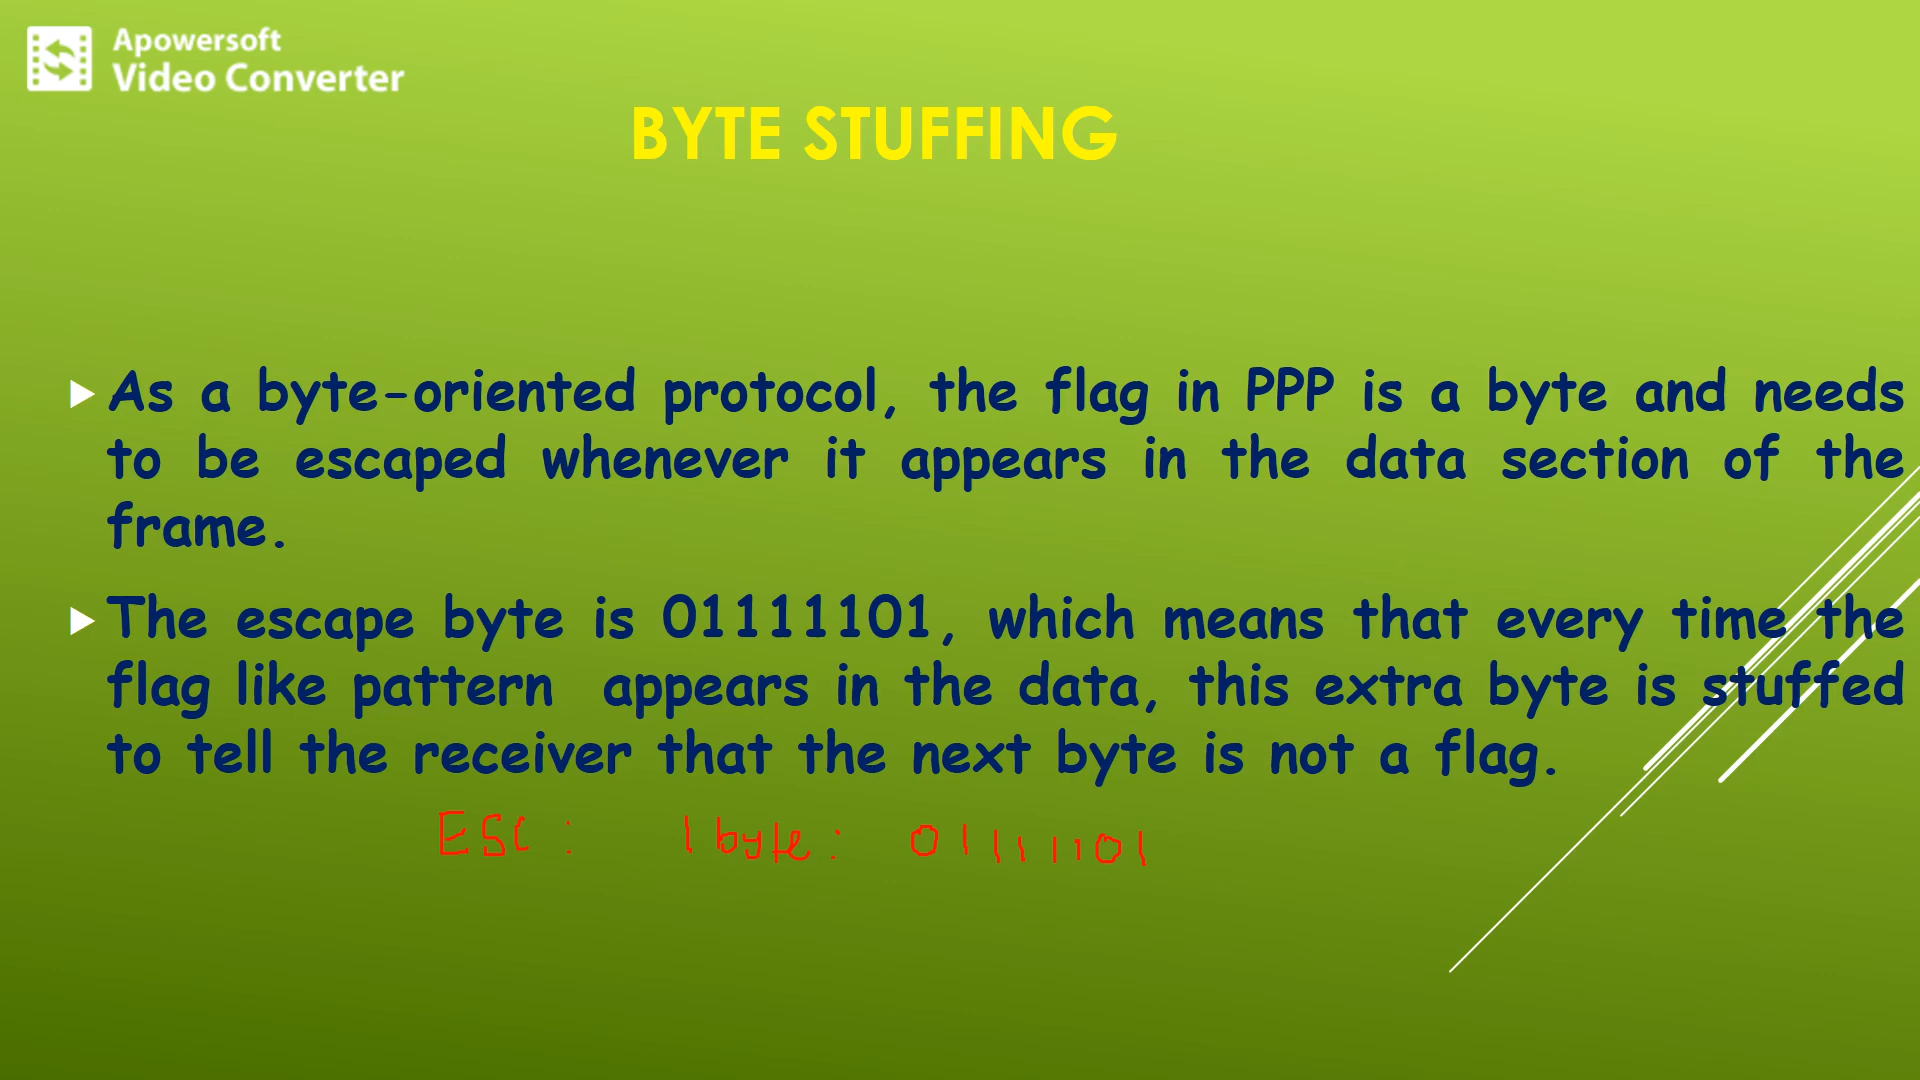 Apowersoft
Video Converter
BYTE STUFFING
As a byte-oriented protocol, the flag in PPP is a byte and needs
to be escaped whenever it appears in the data section of the
frame.
The escape byte is 01111101, which means that every time the
flag like pattern appears in the data, this extra byte is stuffed
to tell the receiver that the next byte is not a flag.
ESC : 1 byte : 01111101